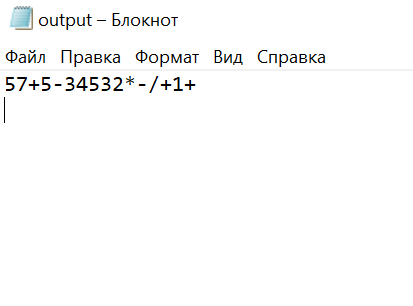 output – Блокнот
Файл Правка Формат Вид Справка
57+5-34532*-/+1+